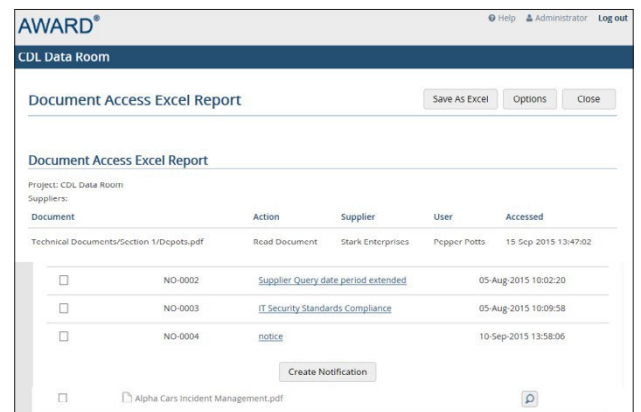 AWARD® Help Administrator Log out
CDL Data Room
Document Access Excel Report Save As Excel Options Close
Document Access Excel Report
Project: CDL Data Room
Suppliers:
Document Action Supplier User Accessed
Technical Documents/Section 1/Depots.pdf Read Document Stark Enterprises Pepper Potts 15 Sep 2015 13:47:02
NO-0002 Supplier Query date period extended 05-Aug-2015 10:02:20
NO-0003 IT Security Standards Compliance 05-Aug-2015 10:09:58
NO-0004 notice 10-Sep-2015 13:58:06
Create Notification
Alpha Cars Incident Management.pdf